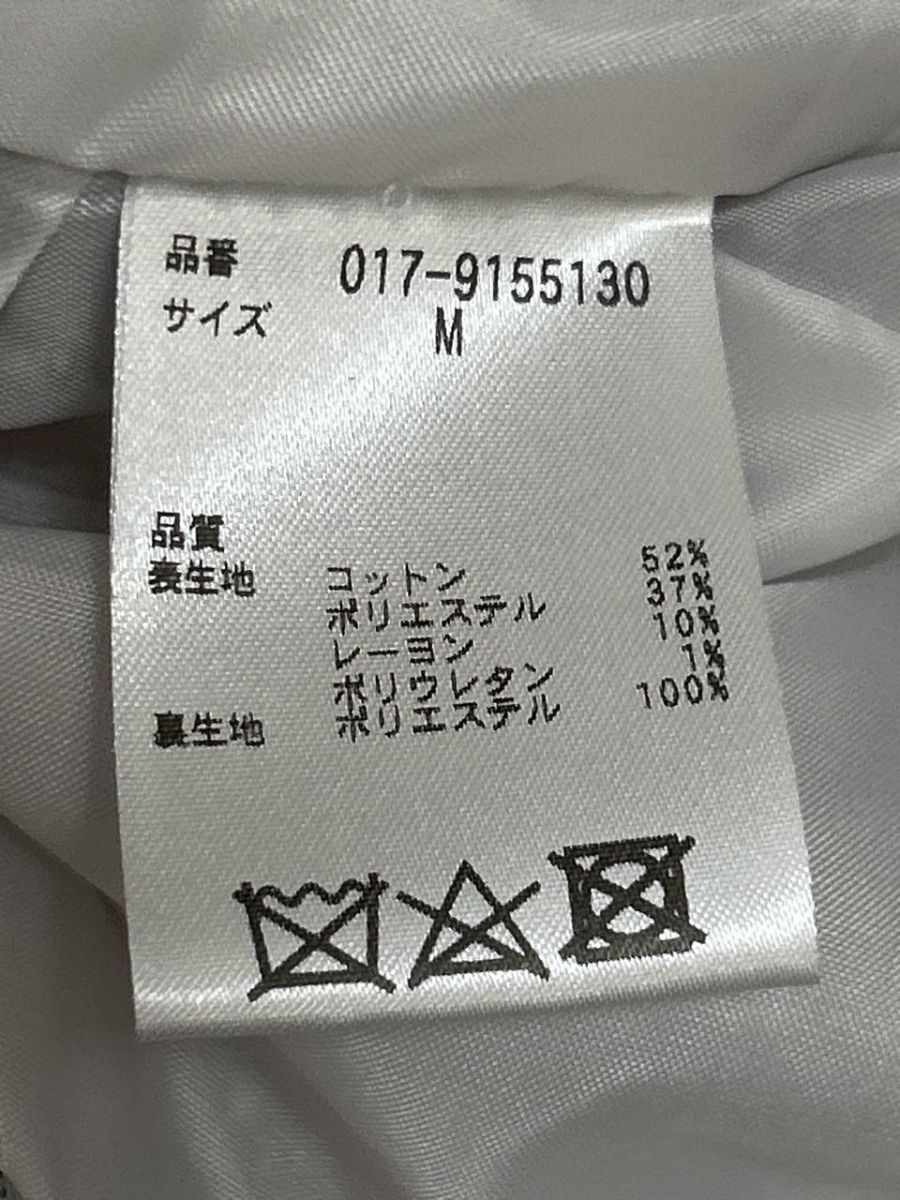 品番 017-9155130
サイズ M
品質
表生地 コットン 52%
ポリエステル 37%
レーヨン 10%
ポリウレタン 1%
裏生地 ポリエステル 100%